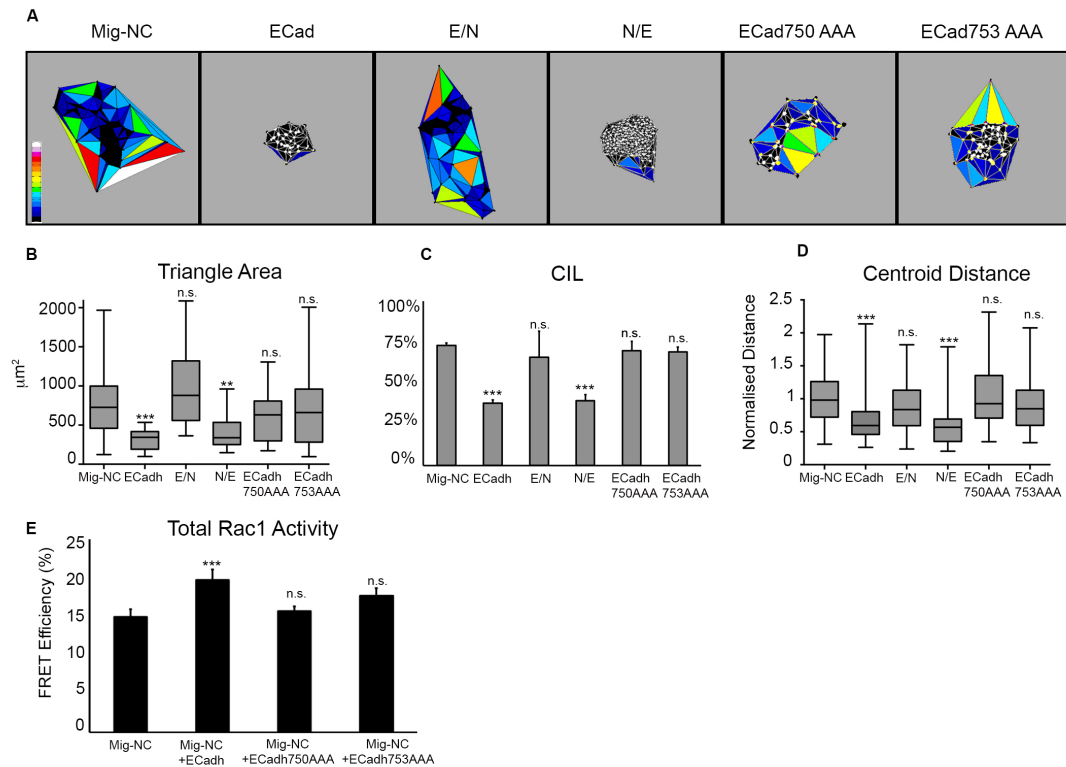 A
Mig-NC ECad E/N N/E ECad750 AAA ECad753 AAA
B
Triangle Area
μm2
2000
1000
500
0
*** n.s. ** n.s. n.s.
Mig-NC ECadh E/N N/E ECadh 750AAA ECadh 753AAA
C
CIL
100%
75%
50%
25%
0%
*** n.s. *** n.s. n.s.
Mig-NC ECadh E/N N/E ECadh 750AAA ECadh 753AAA
D
Centroid Distance
Normalised Distance
2.5
2
1.5
1
0.5
0
*** n.s. *** n.s. n.s.
Mig-NC ECadh E/N N/E ECadh 750AAA ECadh 753AAA
E
Total Rac1 Activity
FRET Efficiency (%)
25
20
15
10
5
0
*** n.s. n.s.
Mig-NC Mig-NC +ECadh Mig-NC +ECadh750AAA Mig-NC +ECadh753AAA